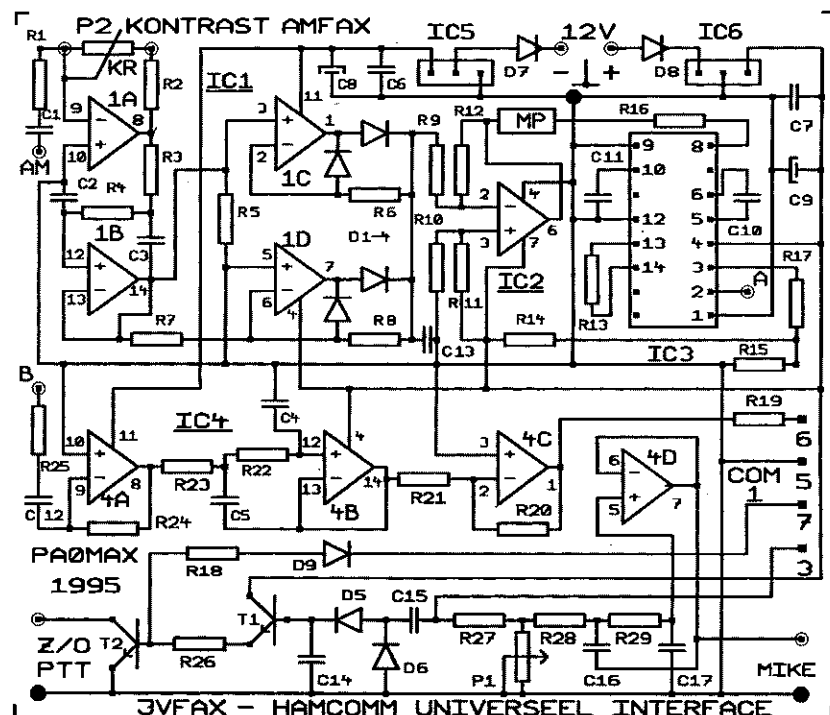 P2 KONTRAST AMFAX
IC5
12V
IC6
R1
KR
R2
IC1
C8
C6
D7
-
+
D8
1A
9
8
10
C1
AM
R3
C2
R4
1B
12
C3
13
14
R7
3
11
1
2
1C
R5
R6
1D
D1-4
5
7
6
4
R8
C13
R9
R12
MP
R16
R10
2
4
3
7
6
R11
IC2
R14
C11
9
8
10
6
12
5
C10
13
4
14
3
2
A
1
R13
IC3
R15
R17
C7
C9
B
IC4
C4
R19
10
11
9
8
4A
R25
C12
R24
R23
R22
C5
12
4
13
14
4B
R21
4C
3
2
1
R20
4D
6
5
7
COM
1
6
5
7
3
PA0MAX
1995
R18
D9
T1
D5
C15
Z/O
PTT
T2
R26
C14
D6
R27
R28
R29
P1
C16
C17
MIKE
JVFAX - HAMCOMM UNIVERSEEL INTERFACE